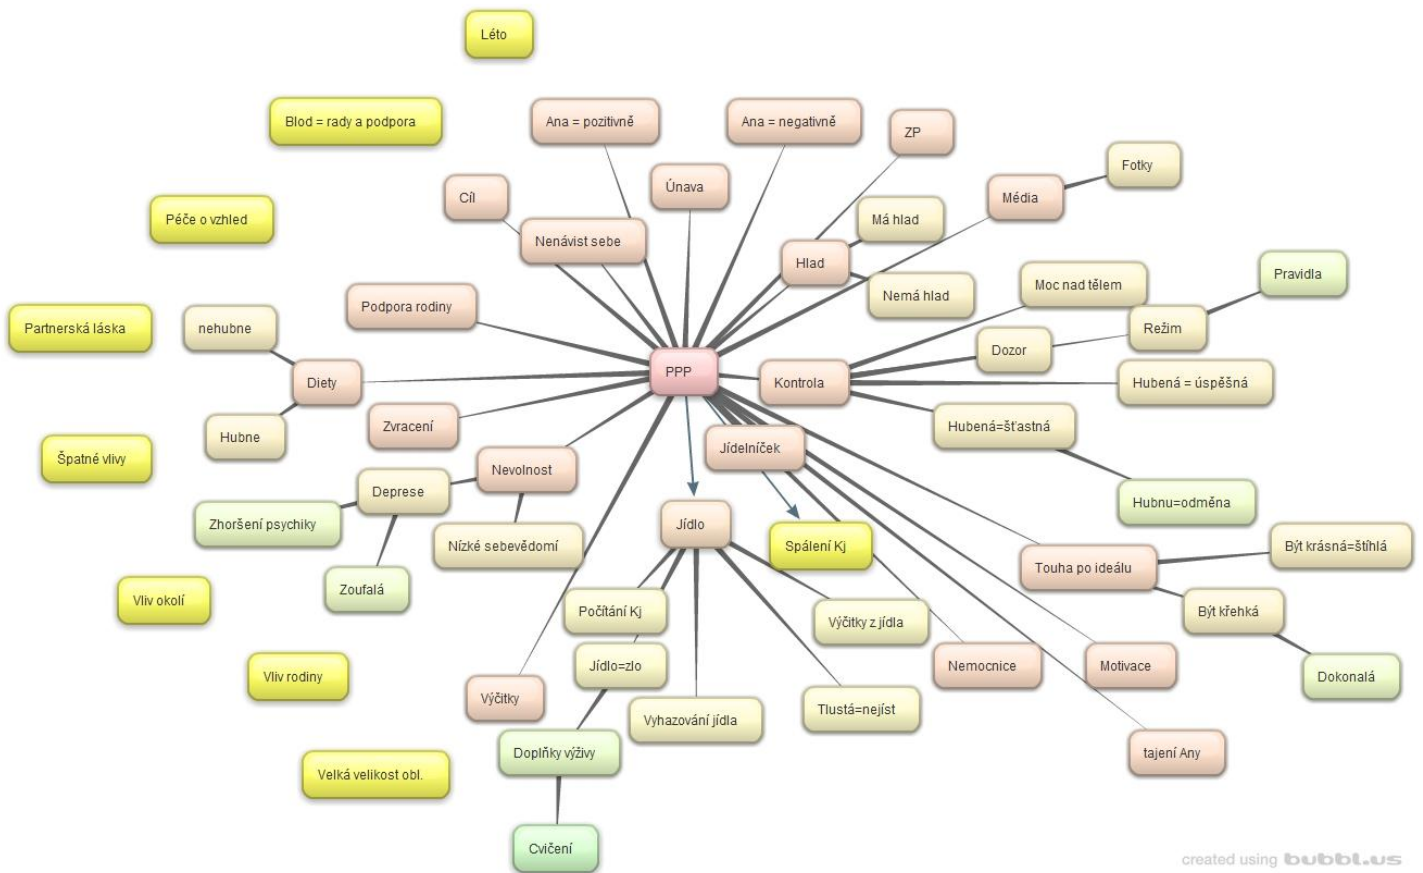 Léto
Blod = rady a podpora
Ana = pozitivně
Ana = negativně
ZP
Fotky
Únava
Cíl
Média
Péče o vzhled
Má hlad
Nenávist sebe
Hlad
Pravidla
Moc nad tělem
Nemá hlad
Podpora rodiny
Partnerská láska
nehubne
Režim
Dozor
PPP
Diety
Kontrola
Hubená = úspěšná
Zvracení
Hubená=šťastná
Hubne
Jídelníček
Špatné vlivy
Nevolnost
Deprese
Hubnu=odměna
Zhoršení psychiky
Jídlo
Nízké sebevědomí
Spálení Kj
Být krásná=štíhlá
Touha po ideálu
Zoufalá
Vliv okolí
Počítání Kj
Být křehká
Výčitky z jídla
Jídlo=zlo
Nemocnice
Motivace
Vliv rodiny
Dokonalá
Výčitky
Tlustá=nejíst
Vyhazování jídla
Doplňky výživy
tajení Any
Velká velikost obl.
Cvičení
created using bubbl.us